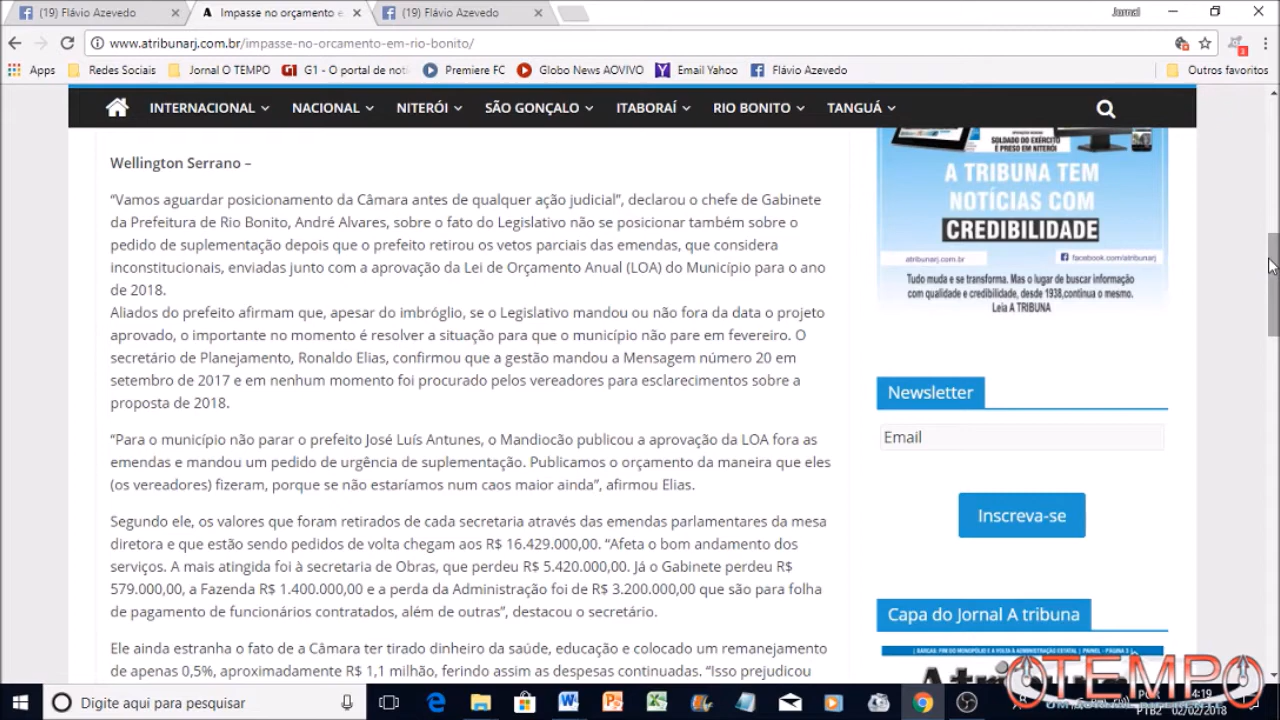 (19) Flávio Azevedo
Impasse no orçamento e
(19) Flávio Azevedo
Jornal
www.atribunarj.com.br/impasse-no-orcamento-em-rio-bonito/
Apps
Redes Sociais
Jornal O TEMPO
G1 - O portal de notí
Premiere FC
Globo News AOVIVO
Email Yahoo
Flávio Azevedo
Outros favoritos
INTERNACIONAL
NACIONAL
NITERÓI
SÃO GONÇALO
ITABORAÍ
RIO BONITO
TANGUÁ
Wellington Serrano –
“Vamos aguardar posicionamento da Câmara antes de qualquer ação judicial”, declarou o chefe de Gabinete
da Prefeitura de Rio Bonito, André Alvares, sobre o fato do Legislativo não se posicionar também sobre o
pedido de suplementação depois que o prefeito retirou os vetos parciais das emendas, que considera
inconstitucionais, enviadas junto com a aprovação da Lei de Orçamento Anual (LOA) do Município para o ano
de 2018.
Aliados do prefeito afirmam que, apesar do imbróglio, se o Legislativo mandou ou não fora da data o projeto
aprovado, o importante no momento é resolver a situação para que o município não pare em fevereiro. O
secretário de Planejamento, Ronaldo Elias, confirmou que a gestão mandou a Mensagem número 20 em
setembro de 2017 e em nenhum momento foi procurado pelos vereadores para esclarecimentos sobre a
proposta de 2018.
“Para o município não parar o prefeito José Luís Antunes, o Mandiocão publicou a aprovação da LOA fora as
emendas e mandou um pedido de urgência de suplementação. Publicamos o orçamento da maneira que eles
(os vereadores) fizeram, porque se não estaríamos num caos maior ainda”, afirmou Elias.
Segundo ele, os valores que foram retirados de cada secretaria através das emendas parlamentares da mesa
diretora e que estão sendo pedidos de volta chegam aos R$ 16.429.000,00. “Afeta o bom andamento dos
serviços. A mais atingida foi à secretaria de Obras, que perdeu R$ 5.420.000,00. Já o Gabinete perdeu R$
579.000,00, a Fazenda R$ 1.400.000,00 e a perda da Administração foi de R$ 3.200.000,00 que são para folha
de pagamento de funcionários contratados, além de outras”, destacou o secretário.
Ele ainda estranha o fato de a Câmara ter tirado dinheiro da saúde, educação e colocado um remanejamento
de apenas 0,5%, aproximadamente R$ 1,1 milhão, ferindo assim as despesas continuadas. “Isso prejudicou
SOLDADO DO EXÉRCITO
É PRESO EM NITERÓI
A TRIBUNA TEM
NOTÍCIAS COM
CREDIBILIDADE
atribunarj.com.br
facebook.com/atribunarj
Tudo muda e se transforma. Mas o lugar de buscar informação
com qualidade e credibilidade, desde 1938,continua o mesmo.
Leia A TRIBUNA
Newsletter
Email
Inscreva-se
Capa do Jornal A tribuna
BARCAS: FIM DO MONOPÓLIO E A VOLTA À ADMINISTRAÇÃO ESTADUAL | PAINEL - PÁGINA 3
O TEMPO
Digite aqui para pesquisar
POR
PTB2
4:19
02/02/2018